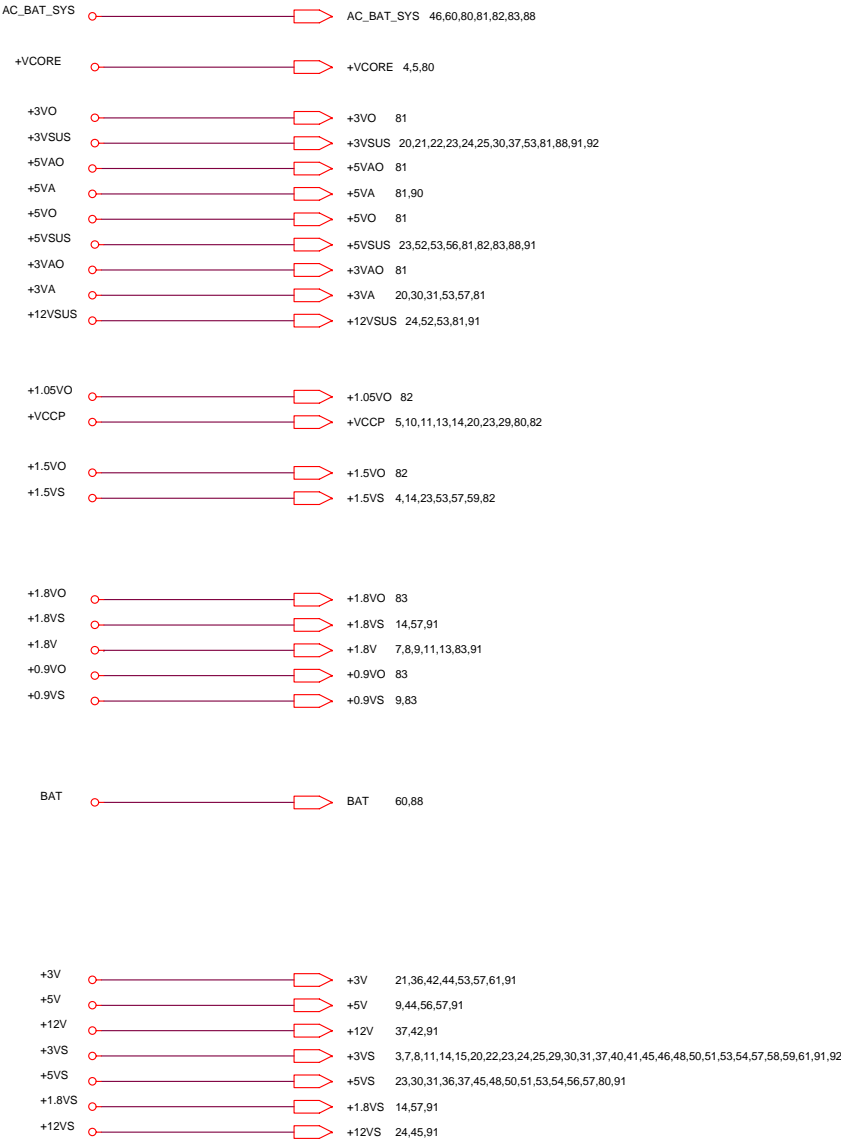 AC_BAT_SYS AC_BAT_SYS 46,60,80,81,82,83,88
+VCORE +VCORE 4,5,80
+3VO +3VO 81
+3VSUS +3VSUS 20,21,22,23,24,25,30,37,53,81,88,91,92
+5VAO +5VAO 81
+5VA +5VA 81,90
+5VO +5VO 81
+5VSUS +5VSUS 23,52,53,56,81,82,83,88,91
+3VAO +3VAO 81
+3VA +3VA 20,30,31,53,57,81
+12VSUS +12VSUS 24,52,53,81,91
+1.05VO +1.05VO 82
+VCCP +VCCP 5,10,11,13,14,20,23,29,80,82
+1.5VO +1.5VO 82
+1.5VS +1.5VS 4,14,23,53,57,59,82
+1.8VO +1.8VO 83
+1.8VS +1.8VS 14,57,91
+1.8V +1.8V 7,8,9,11,13,83,91
+0.9VO +0.9VO 83
+0.9VS +0.9VS 9,83
BAT BAT 60,88
+3V +3V 21,36,42,44,53,57,61,91
+5V +5V 9,44,56,57,91
+12V +12V 37,42,91
+3VS +3VS 3,7,8,11,14,15,20,22,23,24,25,29,30,31,37,40,41,45,46,48,50,51,53,54,57,58,59,61,91,92
+5VS +5VS 23,30,31,36,37,45,48,50,51,53,54,56,57,80,91
+1.8VS +1.8VS 14,57,91
+12VS +12VS 24,45,91